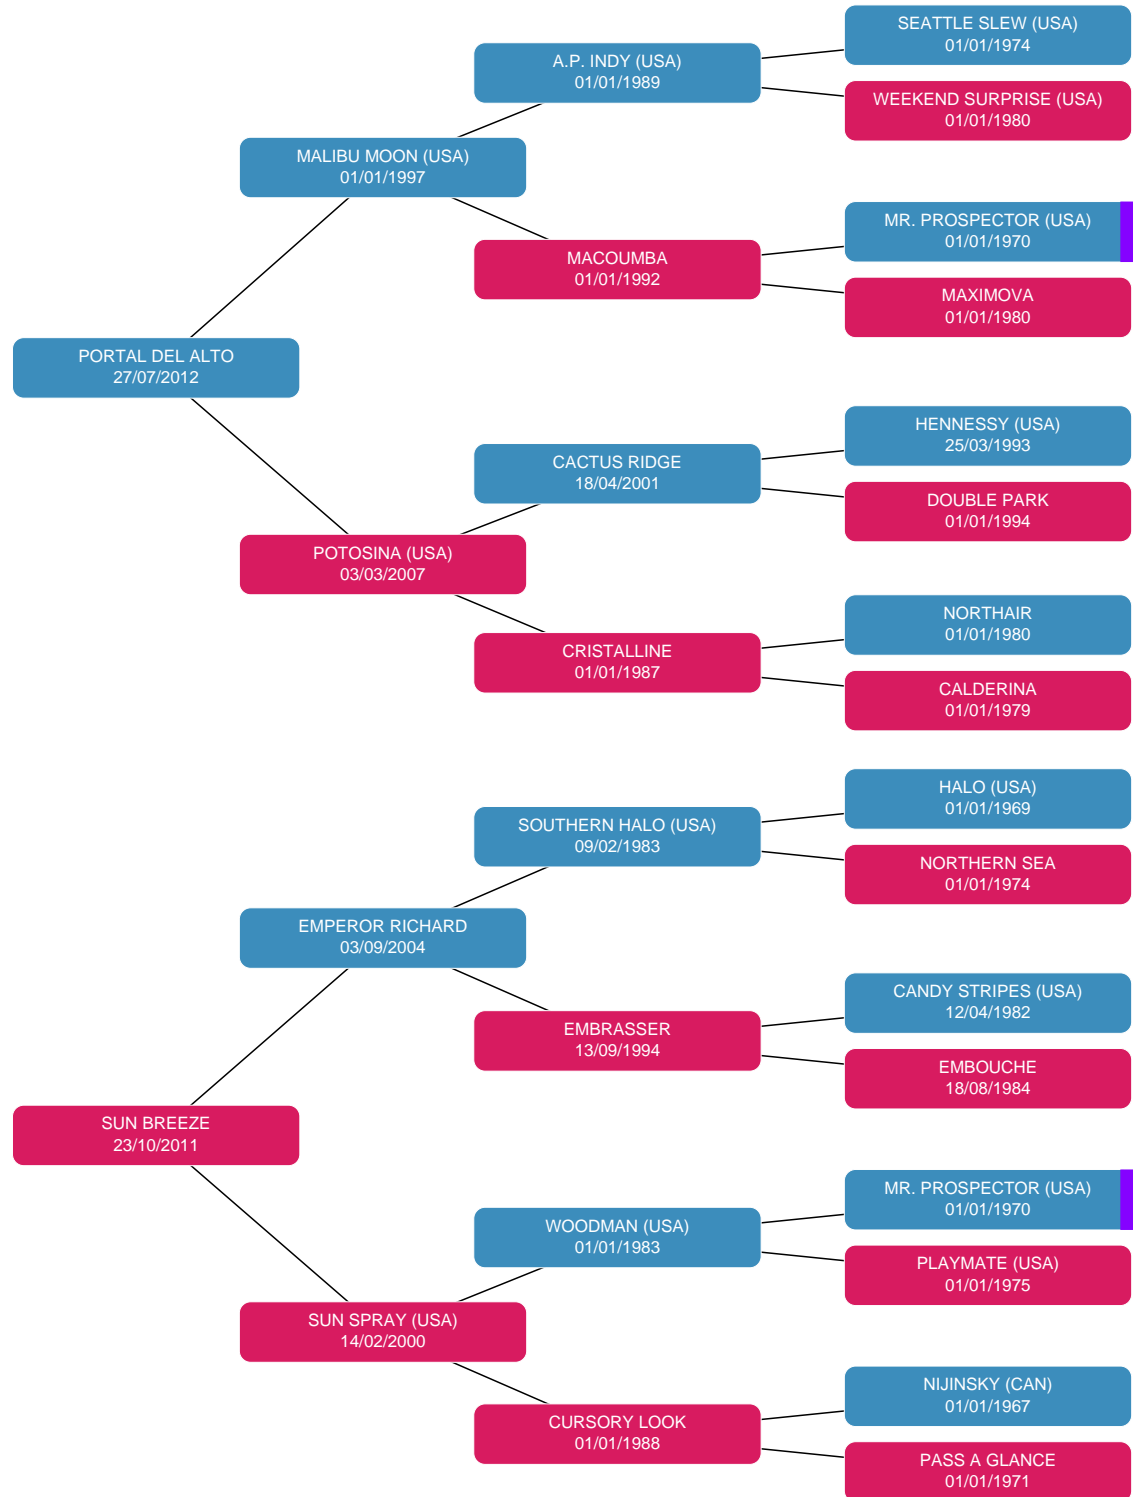 SEATTLE SLEW (USA)
01/01/1974
A.P. INDY (USA)
01/01/1989
WEEKEND SURPRISE (USA)
01/01/1980
MALIBU MOON (USA)
01/01/1997
MR. PROSPECTOR (USA)
01/01/1970
MACOUMBA
01/01/1992
MAXIMOVA
01/01/1980
PORTAL DEL ALTO
27/07/2012
HENNESSY (USA)
25/03/1993
CACTUS RIDGE
18/04/2001
DOUBLE PARK
01/01/1994
POTOSINA (USA)
03/03/2007
NORTHAIR
01/01/1980
CRISTALLINE
01/01/1987
CALDERINA
01/01/1979
HALO (USA)
01/01/1969
SOUTHERN HALO (USA)
09/02/1983
NORTHERN SEA
01/01/1974
EMPEROR RICHARD
03/09/2004
CANDY STRIPES (USA)
12/04/1982
EMBRASSER
13/09/1994
EMBOUCHE
18/08/1984
SUN BREEZE
23/10/2011
MR. PROSPECTOR (USA)
01/01/1970
WOODMAN (USA)
01/01/1983
PLAYMATE (USA)
01/01/1975
SUN SPRAY (USA)
14/02/2000
NIJINSKY (CAN)
01/01/1967
CURSORY LOOK
01/01/1988
PASS A GLANCE
01/01/1971